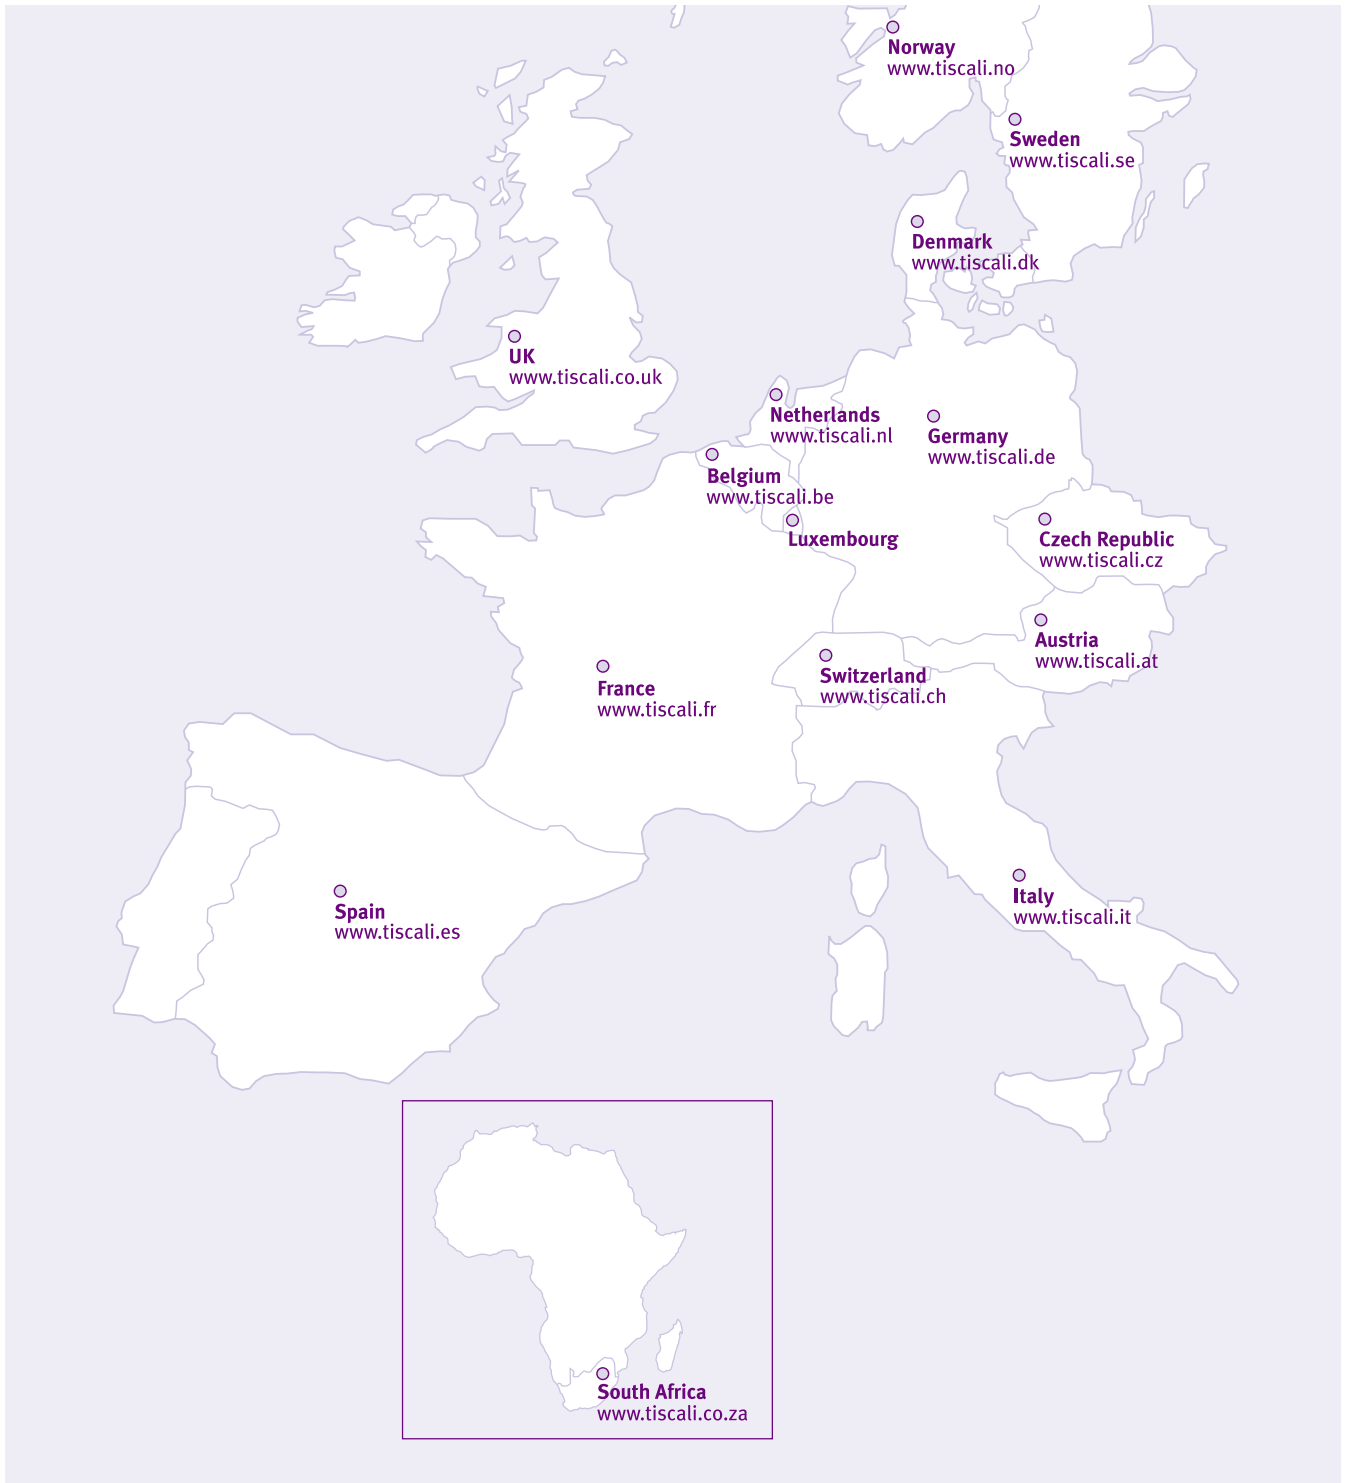 Norway
www.tiscali.no
Sweden
www.tiscali.se
Denmark
www.tiscali.dk
UK
www.tiscali.co.uk
Netherlands
www.tiscali.nl
Germany
www.tiscali.de
Belgium
www.tiscali.be
Luxembourg
Czech Republic
www.tiscali.cz
Austria
www.tiscali.at
Switzerland
www.tiscali.ch
France
www.tiscali.fr
Italy
www.tiscali.it
Spain
www.tiscali.es
South Africa
www.tiscali.co.za